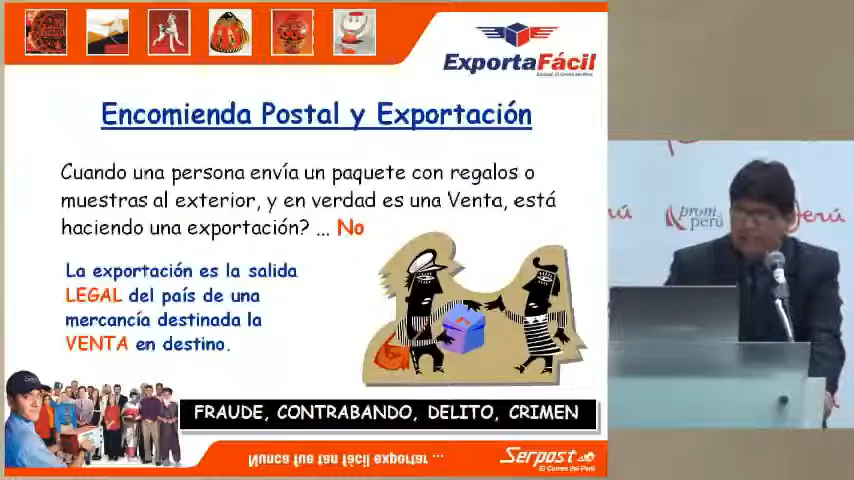 ExportaFácil
Encomienda Postal y Exportación
Cuando una persona envía un paquete con regalos o
muestras al exterior, y en verdad es una Venta, está
haciendo una exportación? ... No
La exportación es la salida
LEGAL del país de una
mercancía destinada la
VENTA en destino.
FRAUDE, CONTRABANDO, DELITO, CRIMEN
Nunca fue tan fácil exportar ...
Serpost
El Correo del Perú
prom
perú
erú